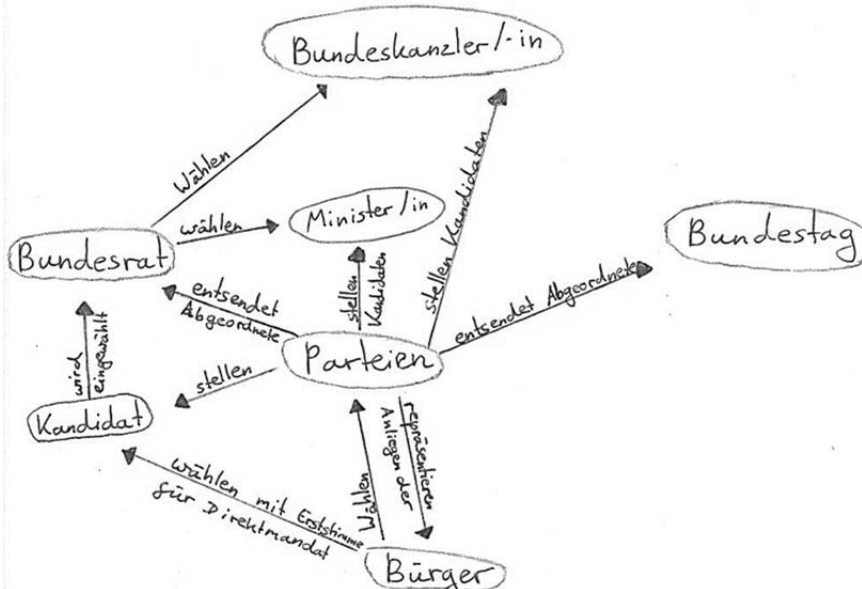 Bundeskanzler/-in
Wählen
stellen Kandidaten
Minister/in
wählen
Bundestag
Bundesrat
stellen
Kandidaten
entsendet
Abgeordnete
entsendet Abgeordnete
Parteien
wird
eingewählt
stellen
Kandidat
repräsentieren
Anliegen der
Wählen
wählen mit Erststimme
für Direktmandat
Bürger